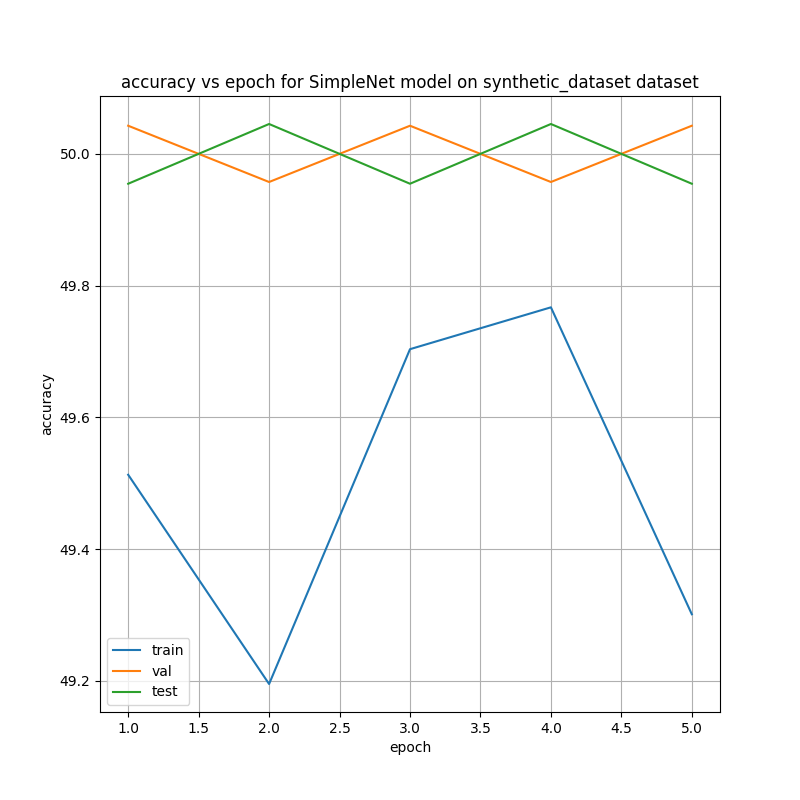 accuracy vs epoch for SimpleNet model on synthetic_dataset dataset
accuracy
50.0
49.8
49.6
49.4
49.2
train
val
test
1.0 1.5 2.0 2.5 3.0 3.5 4.0 4.5 5.0
epoch